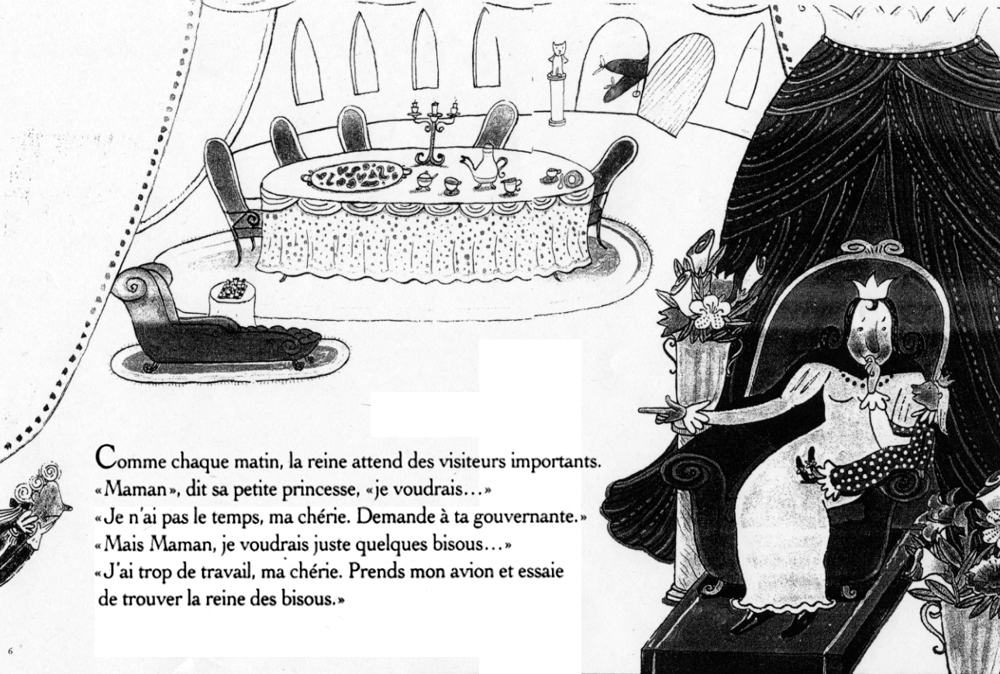 Comme chaque matin, la reine attend des visiteurs importants.
«Maman», dit sa petite princesse, «je voudrais...»
«Je n'ai pas le temps, ma chérie. Demande à ta gouvernante.»
«Mais Maman, je voudrais juste quelques bisous...»
«J'ai trop de travail, ma chérie. Prends mon avion et essaie
de trouver la reine des bisous.»
6